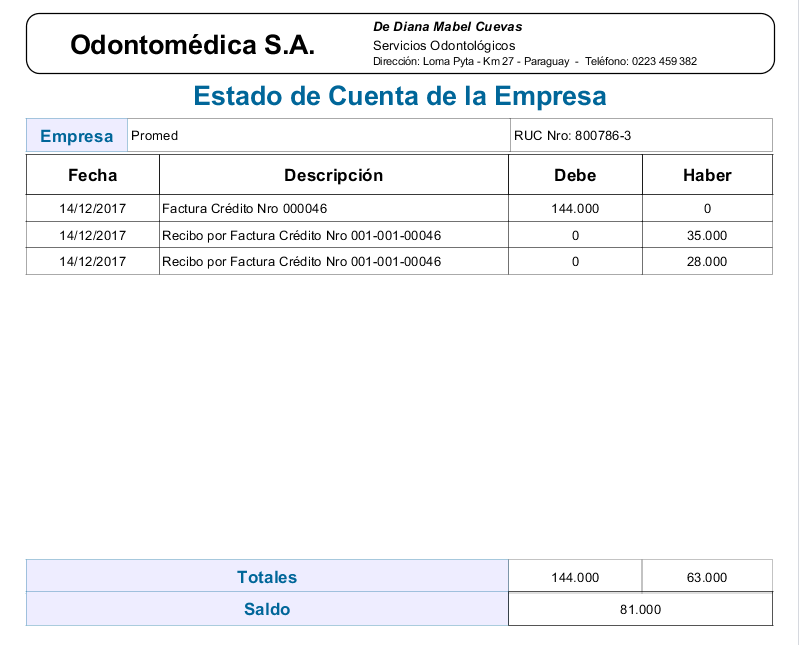 Odontomédica S.A.
De Diana Mabel Cuevas
Servicios Odontológicos
Dirección: Loma Pyta - Km 27 - Paraguay - Teléfono: 0223 459 382
Estado de Cuenta de la Empresa
Empresa Promed RUC Nro: 800786-3
Fecha Descripción Debe Haber
14/12/2017 Factura Crédito Nro 000046 144.000 0
14/12/2017 Recibo por Factura Crédito Nro 001-001-00046 0 35.000
14/12/2017 Recibo por Factura Crédito Nro 001-001-00046 0 28.000
Totales 144.000 63.000
Saldo 81.000